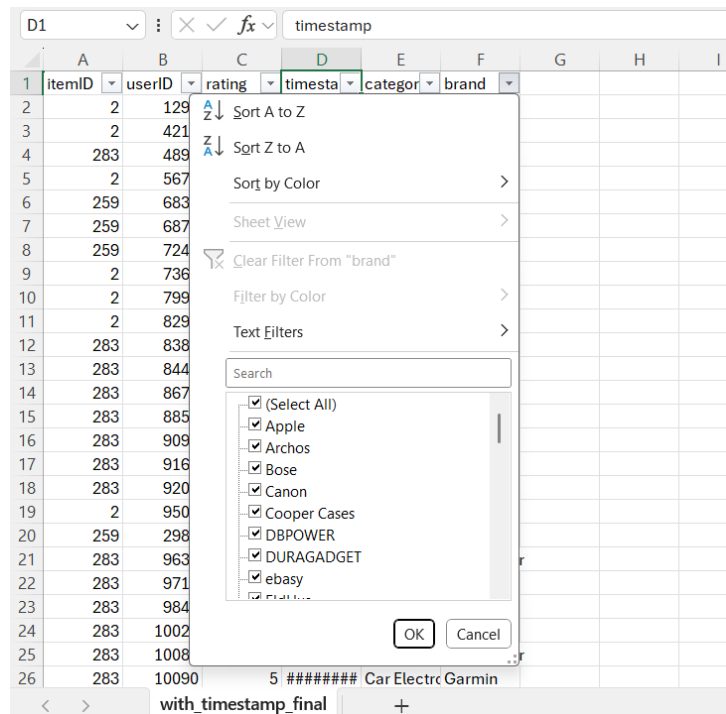 D1 fx timestamp
A B C D E F G H I
1 itemID userID rating timesta categor brand
2 2 129
3 2 421
4 283 489
5 2 567
6 259 683
7 259 687
8 259 724
9 2 736
10 2 799
11 2 829
12 283 838
13 283 844
14 283 867
15 283 885
16 283 909
17 283 916
18 283 920
19 2 950
20 259 298
21 283 963 r
22 283 971
23 283 984
24 283 1002
25 283 1008 r
26 283 10090 5 ######## Car Electro Garmin
Sort A to Z
Sort Z to A
Sort by Color
Sheet View
Clear Filter From "brand"
Filter by Color
Text Filters
Search
(Select All)
Apple
Archos
Bose
Canon
Cooper Cases
DBPOWER
DURAGADGET
ebasy
OK Cancel
with_timestamp_final +